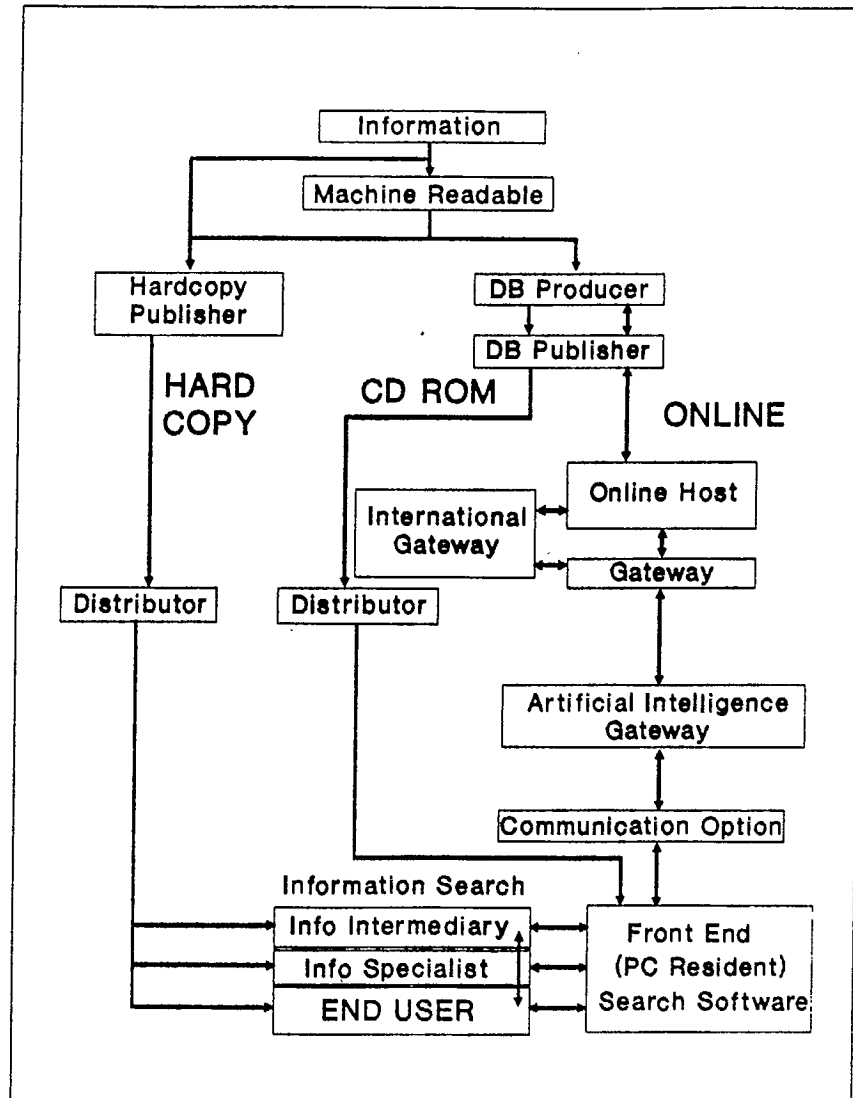 Information
Machine Readable
Hardcopy
Publisher
DB Producer
DB Publisher
HARD
COPY
CD ROM
ONLINE
Online Host
International
Gateway
Gateway
Distributor
Distributor
Artificial Intelligence
Gateway
Communication Option
Information Search
Info Intermediary
Info Specialist
END USER
Front End
(PC Resident)
Search Software